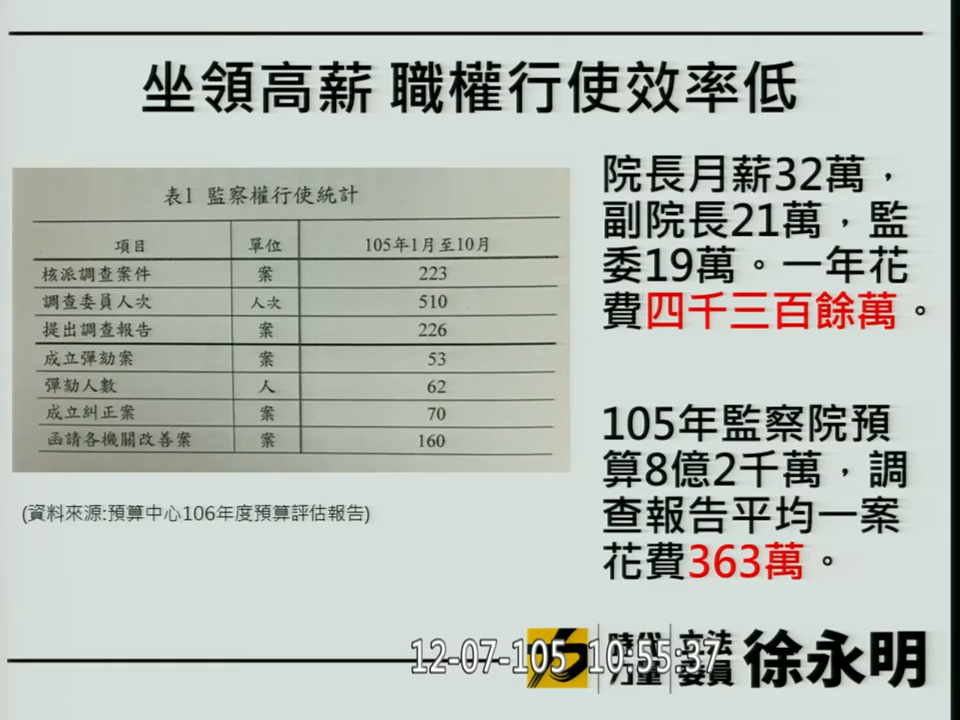 坐領高薪 職權行使效率低
表1 監察權行使統計
項目 單位 105年1月至10月
核派調查案件 案 223
調查委員人次 人次 510
提出調查報告 案 226
成立彈劾案 案 53
彈劾人數 人 62
成立糾正案 案 70
函請各機關改善案 案 160
(資料來源:預算中心106年度預算評估報告)
院長月薪32萬，
副院長21萬，監
委19萬。一年花
費四千三百餘萬。
105年監察院預
算8億2千萬，調
查報告平均一案
花費363萬。
時代
力量
立法
委員
徐永明
12-07-105 10:55:37